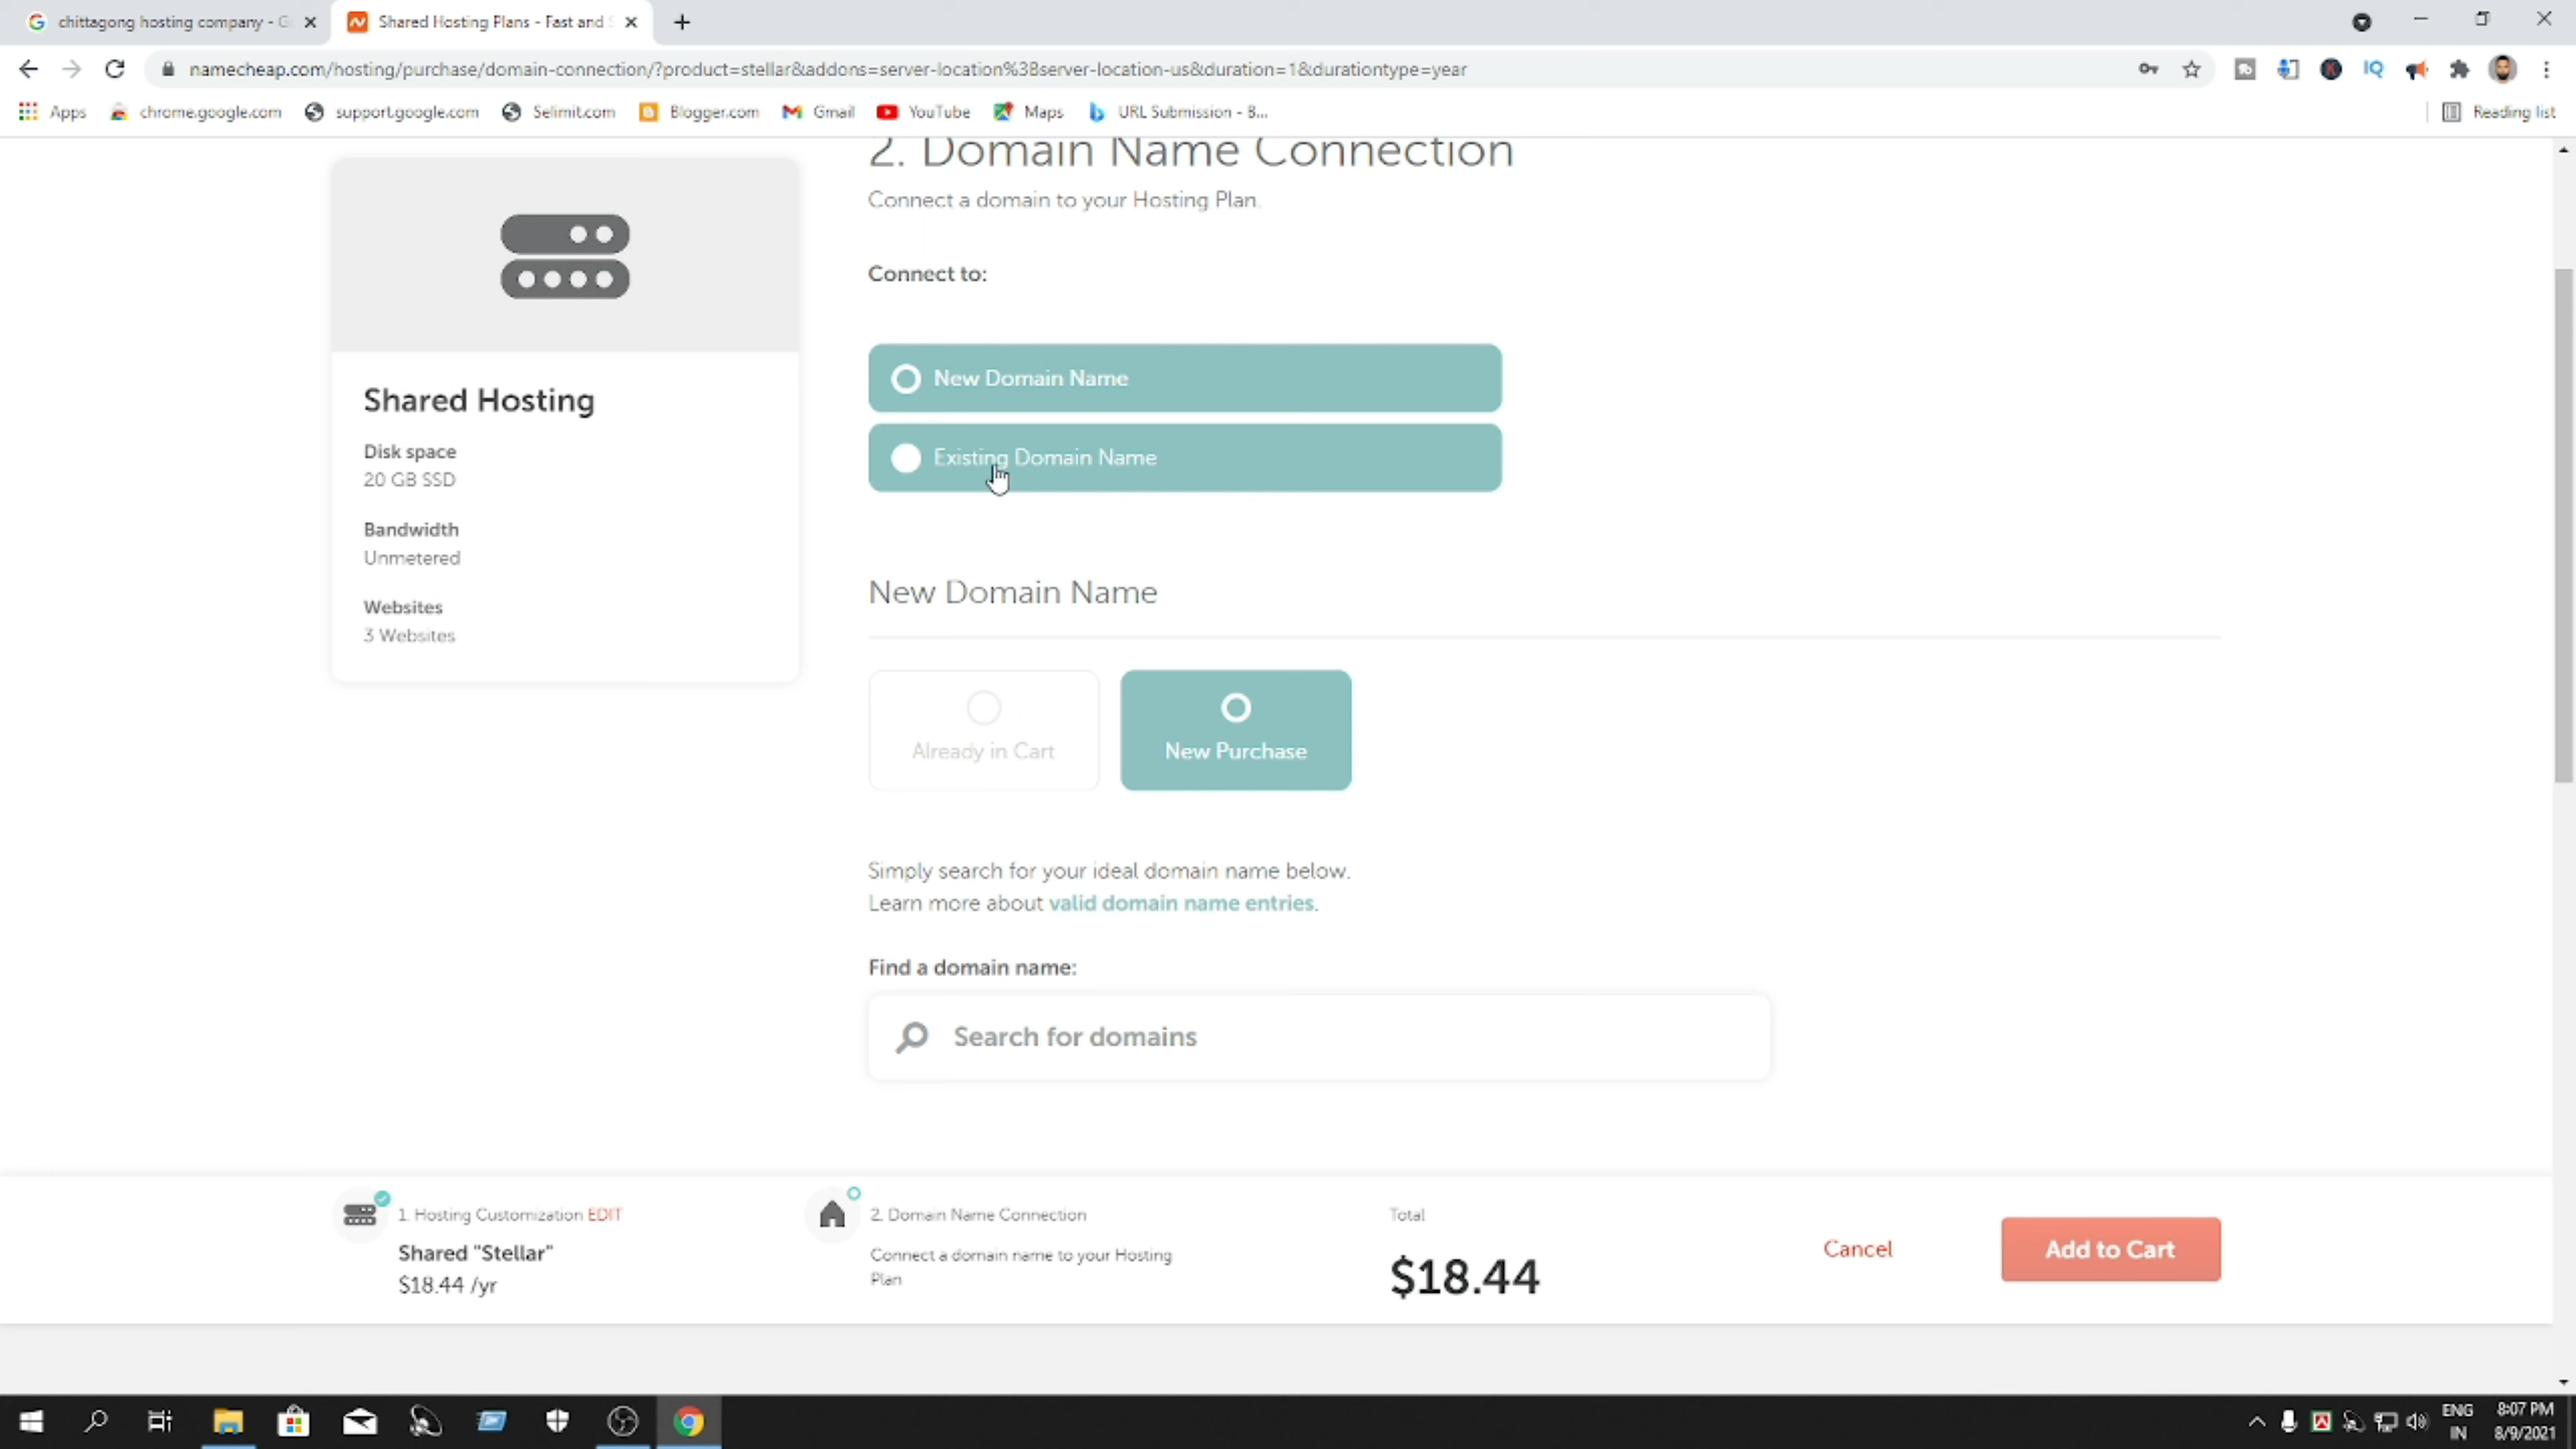 chittagong hosting company - G
Shared Hosting Plans - Fast and S
namecheap.com/hosting/purchase/domain-connection/?product=stellar&addons=server-location%3Bserver-location-us&duration=1&durationtype=year
Apps
chrome.google.com
support.google.com
Selimit.com
Blogger.com
Gmail
YouTube
Maps
URL Submission - B...
Reading list
2. Domain Name Connection
Connect a domain to your Hosting Plan.
Connect to:
New Domain Name
Existing Domain Name
Shared Hosting
Disk space
20 GB SSD
Bandwidth
Unmetered
Websites
3 Websites
New Domain Name
Already in Cart
New Purchase
Simply search for your ideal domain name below.
Learn more about valid domain name entries.
Find a domain name:
Search for domains
1. Hosting Customization EDIT
Shared "Stellar"
$18.44 /yr
2. Domain Name Connection
Connect a domain name to your Hosting
Plan
Total
$18.44
Cancel
Add to Cart
ENG
IN
8:07 PM
8/9/2021